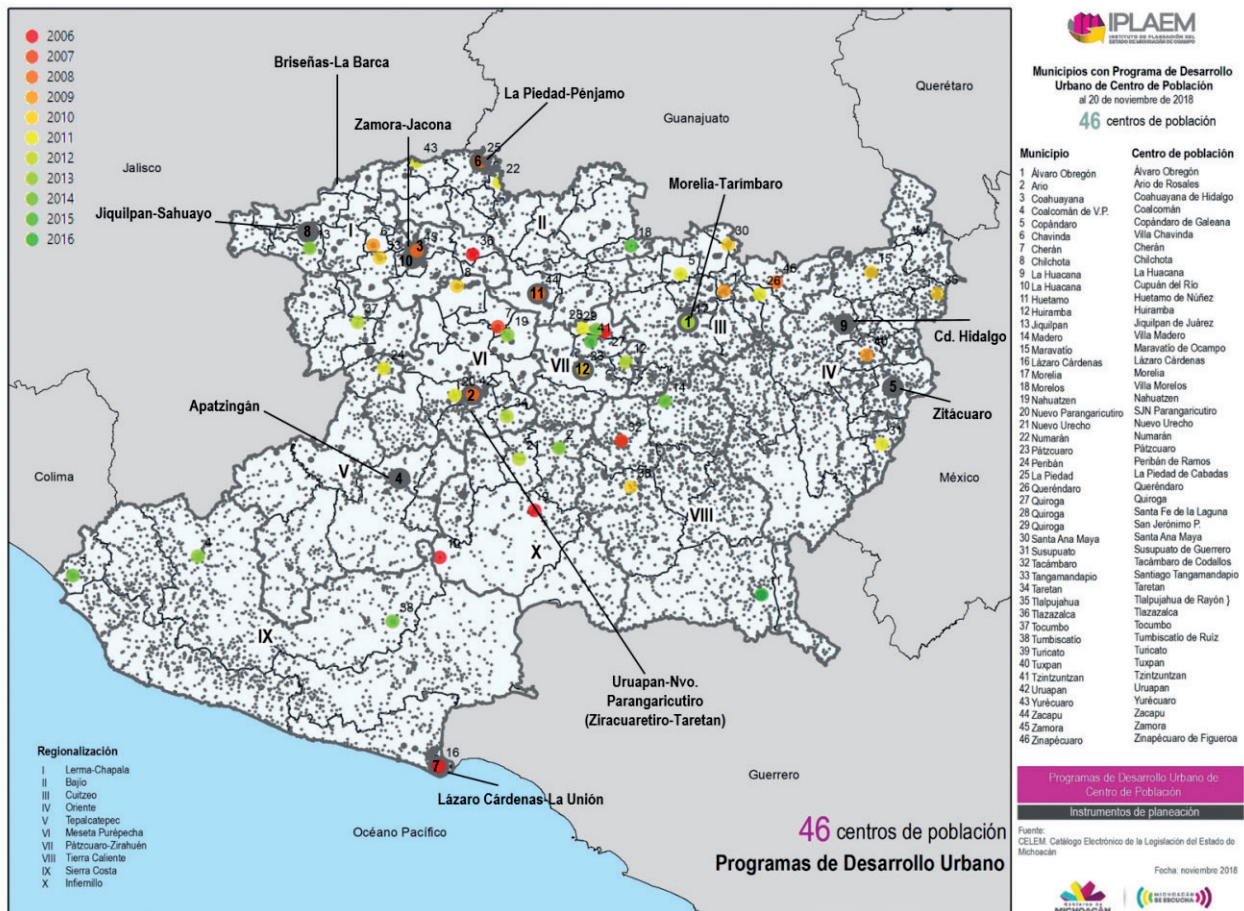 2006
2007
2008
2009
2010
2011
2012
2013
2014
2015
2016
Briseñas-La Barca
La Piedad-Pénjamo
Zamora-Jacona
Jiquilpan-Sahuayo
Morelia-Tarimbaro
Cd. Hidalgo
Zitácuaro
Apatzingán
Uruapan-Nvo.
Parangaricutiro
(Ziracuaretiro-Taretan)
Lázaro Cárdenas-La Unión
Jalisco
Guanajuato
Querétaro
Colima
México
Guerrero
Océano Pacífico
Regionalización
I Lerma-Chapala
II Bajío
III Cuitzeo
IV Oriente
V Tepalcatepec
VI Meseta Purépecha
VII Pátzcuaro-Zirahuén
VIII Tierra Caliente
IX Sierra Costa
X Infiernillo
46 centros de población
Programas de Desarrollo Urbano
IPLAEM
INSTITUTO DE PLANEACIÓN DEL
ESTADO DE MICHOACÁN DE OCAMPO
Municipios con Programa de Desarrollo
Urbano de Centro de Población
al 20 de noviembre de 2018
46 centros de población
Municipio Centro de población
1 Álvaro Obregón Álvaro Obregón
2 Ario Ario de Rosales
3 Coahuayana Coahuayana de Hidalgo
4 Coalcomán de V.P. Coalcomán
5 Copándaro Copándaro de Galeana
6 Chavinda Villa Chavinda
7 Cherán Cherán
8 Chilchota Chilchota
9 La Huacana La Huacana
10 La Huacana Cupuán del Río
11 Huetamo Huetamo de Núñez
12 Huiramba Huiramba
13 Jiquilpan Jiquilpan de Juárez
14 Madero Villa Madero
15 Maravatío Maravatío de Ocampo
16 Lázaro Cárdenas Lázaro Cárdenas
17 Morelia Morelia
18 Morelos Villa Morelos
19 Nahuatzen Nahuatzen
20 Nuevo Parangaricutiro SJN Parangaricutiro
21 Nuevo Urecho Nuevo Urecho
22 Numarán Numarán
23 Pátzcuaro Pátzcuaro
24 Peribán Peribán de Ramos
25 La Piedad La Piedad de Cabadas
26 Queréndaro Queréndaro
27 Quiroga Quiroga
28 Quiroga Santa Fe de la Laguna
29 Quiroga San Jerónimo P.
30 Santa Ana Maya Santa Ana Maya
31 Susupuato Susupuato de Guerrero
32 Tacámbaro Tacámbaro de Codallos
33 Tangamandapio Santiago Tangamandapio
34 Taretan Taretan
35 Tlalpujahua Tlalpujahua de Rayón }
36 Tlazazalca Tlazazalca
37 Tocumbo Tocumbo
38 Tumbiscatío Tumbiscatío de Ruíz
39 Turicato Turicato
40 Tuxpan Tuxpan
41 Tzintzuntzan Tzintzuntzan
42 Uruapan Uruapan
43 Yurécuaro Yurécuaro
44 Zacapu Zacapu
45 Zamora Zamora
46 Zinapécuaro Zinapécuaro de Figueroa
Programas de Desarrollo Urbano de
Centro de Población
Instrumentos de planeación
Fuente:
CELEM. Catálogo Electrónico de la Legislación del Estado de
Michoacán
Fecha: noviembre 2018
GOBIERNO DE
MICHOACÁN
MICHOACÁN
SE ESCUCHA